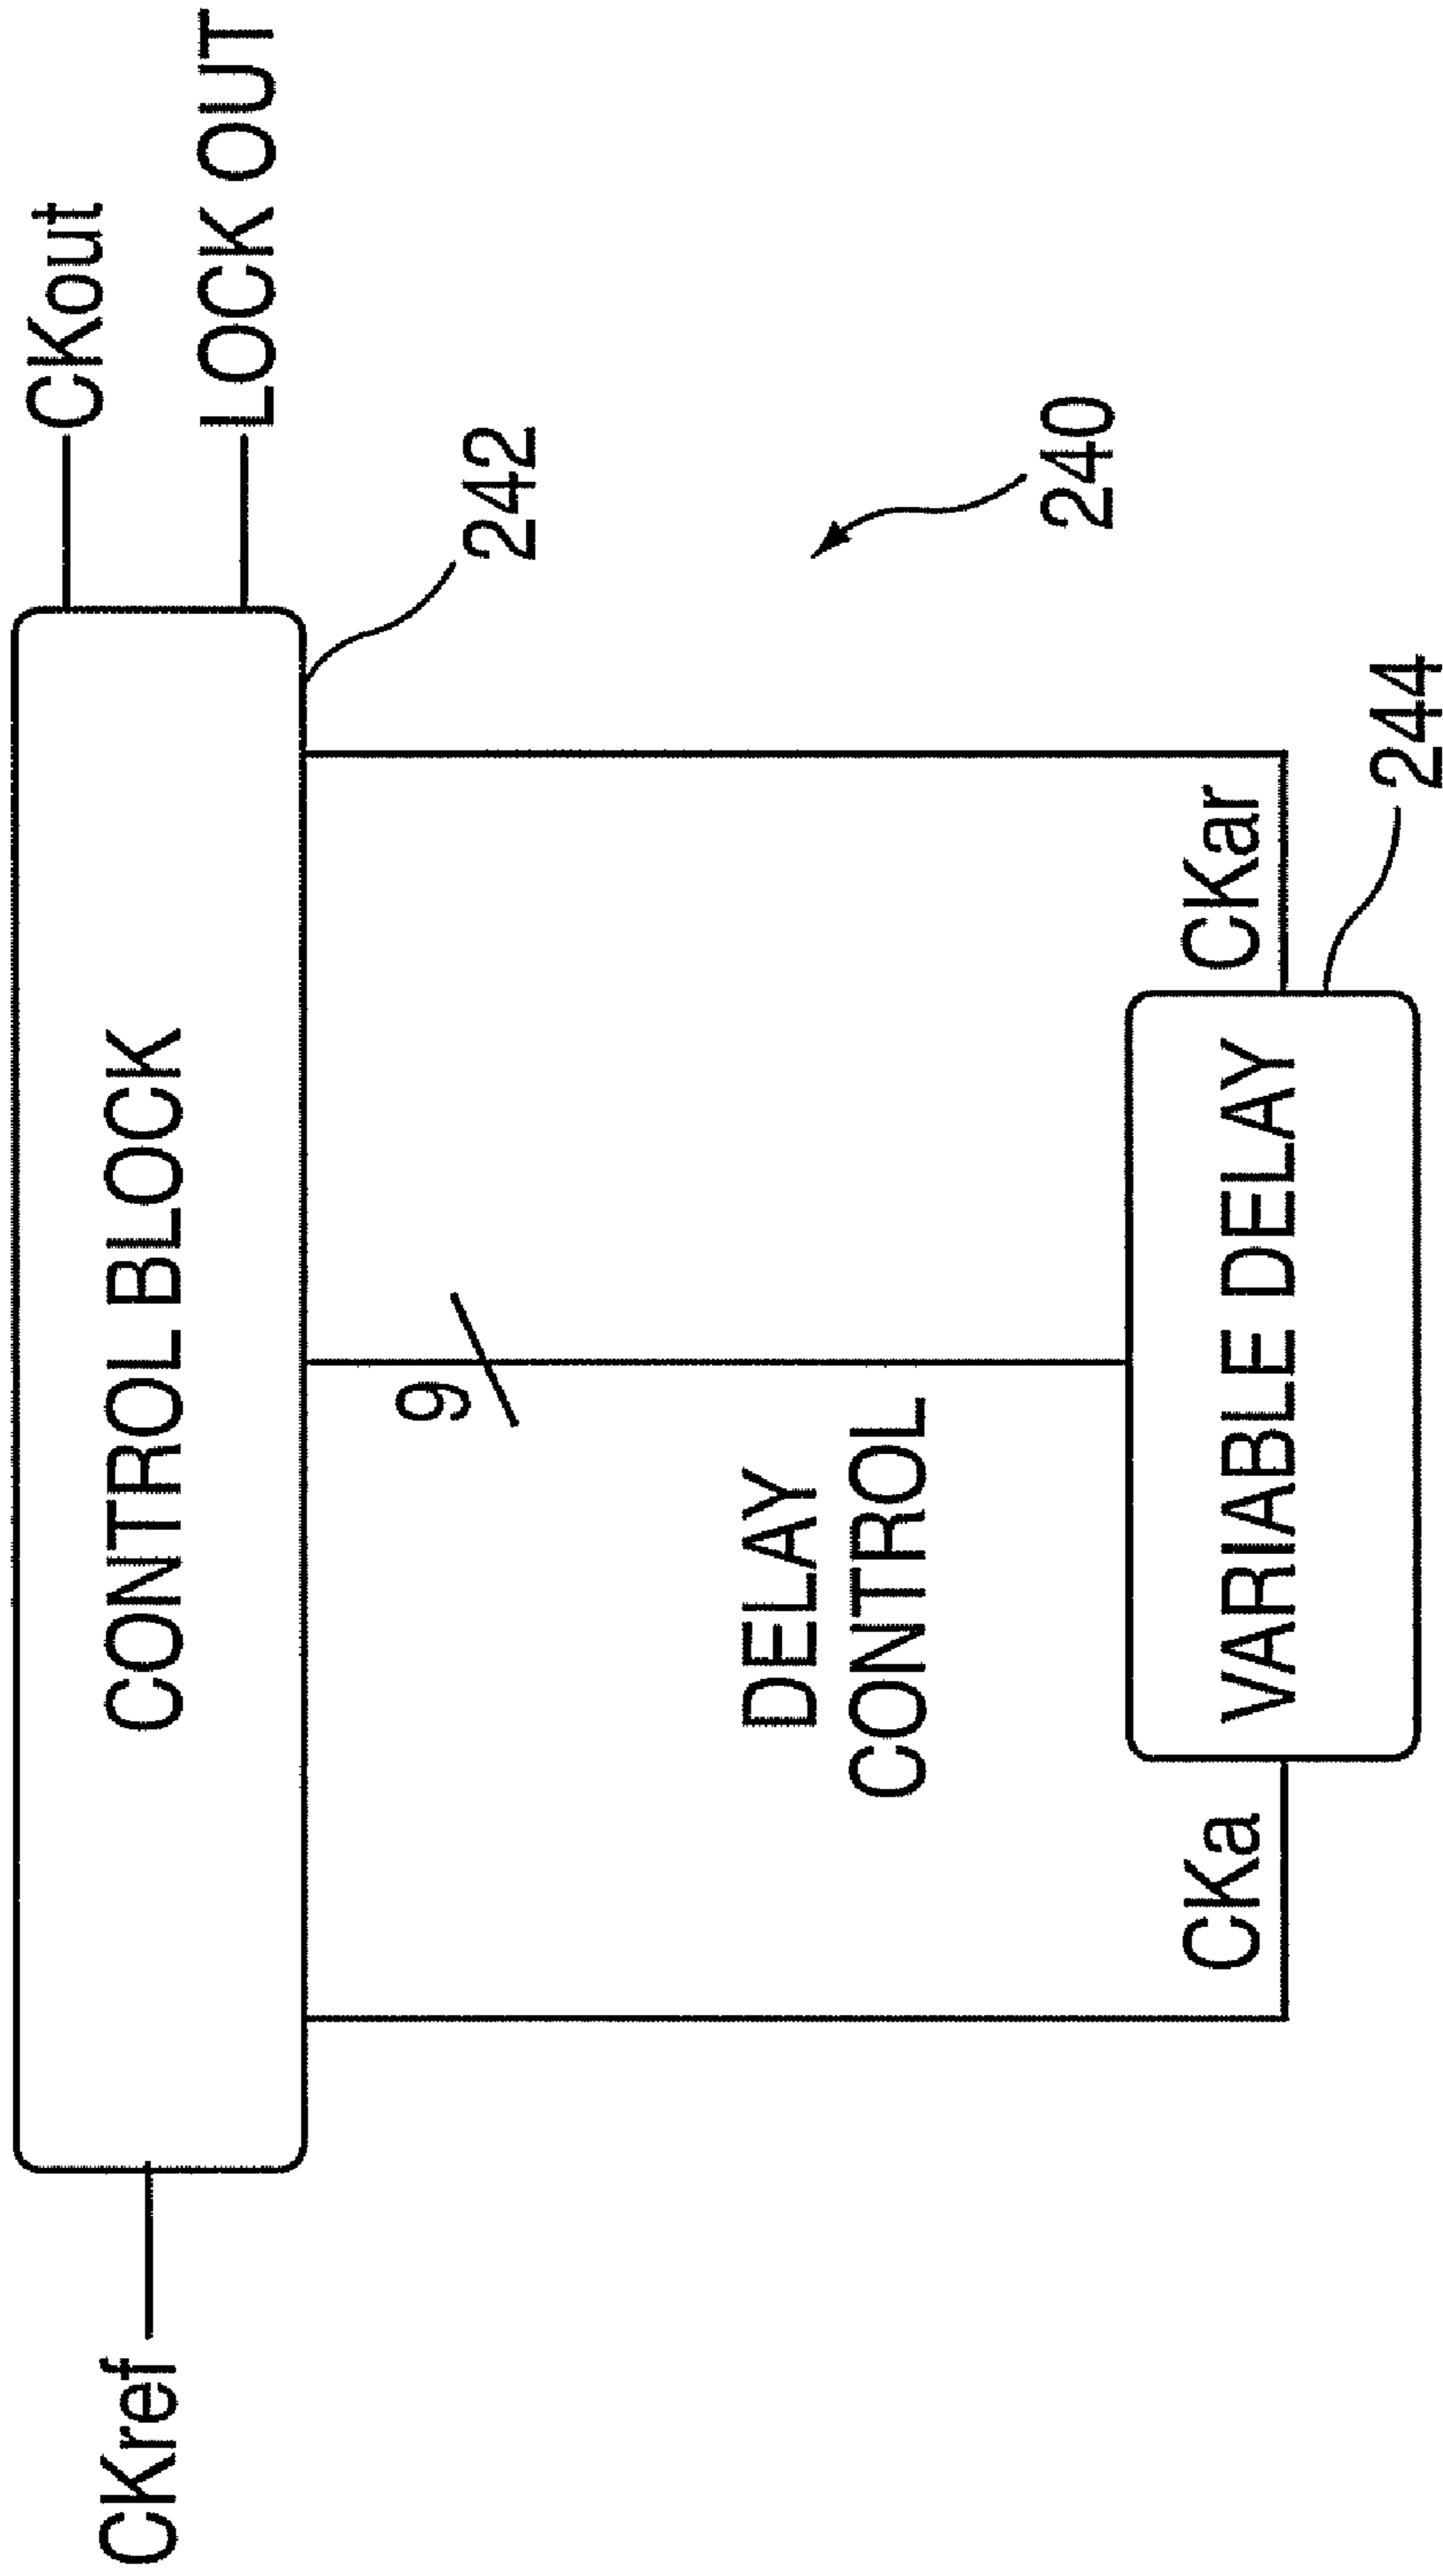 CKout
LOCK OUT
CKref
CONTROL BLOCK
242
9
DELAY
CONTROL
240
CKa
CKar
VARIABLE DELAY
244